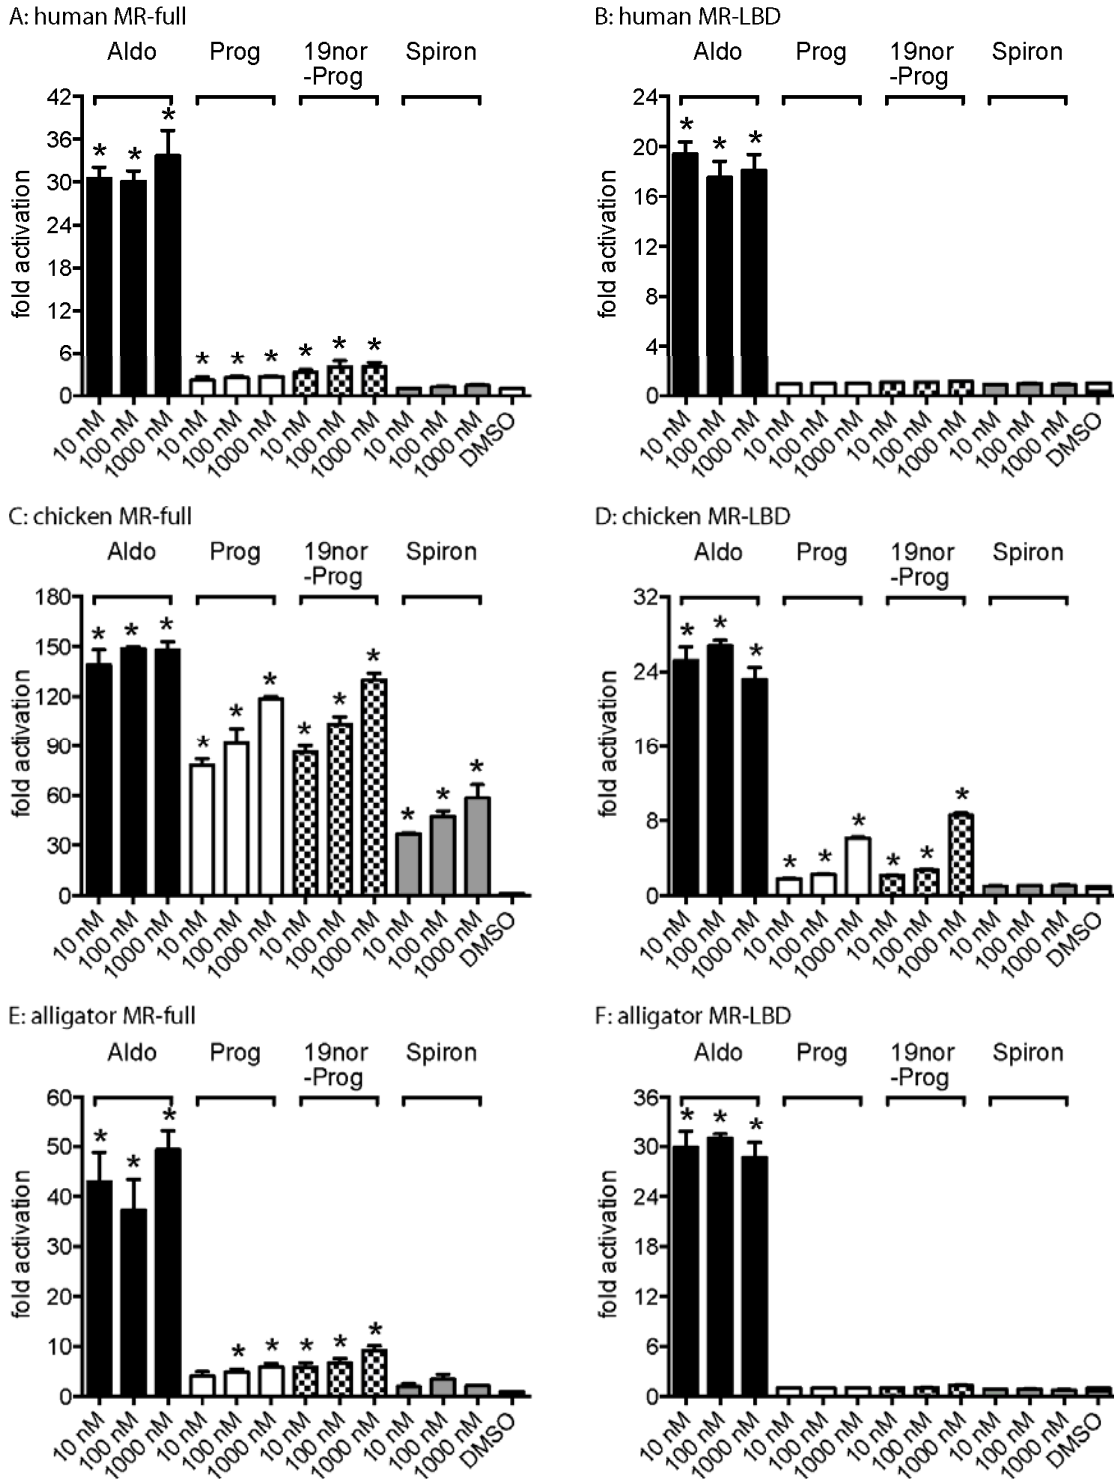 A: human MR-full
Aldo Prog 19nor Spiron
-Prog
42
36
30
24
18
12
6
0
fold activation
* * * * * * * * *
10 nM 100 nM 1000 nM 10 nM 100 nM 1000 nM 10 nM 100 nM 1000 nM 10 nM 100 nM 1000 nM DMSO
B: human MR-LBD
Aldo Prog 19nor Spiron
-Prog
24
20
16
12
8
4
0
fold activation
* * *
10 nM 100 nM 1000 nM 10 nM 100 nM 1000 nM 10 nM 100 nM 1000 nM 10 nM 100 nM 1000 nM DMSO
C: chicken MR-full
Aldo Prog 19nor Spiron
-Prog
180
150
120
90
60
30
0
fold activation
* * * * * * * * * * * *
10 nM 100 nM 1000 nM 10 nM 100 nM 1000 nM 10 nM 100 nM 1000 nM 10 nM 100 nM 1000 nM DMSO
D: chicken MR-LBD
Aldo Prog 19nor Spiron
-Prog
32
24
16
8
0
fold activation
* * * * * * * * *
10 nM 100 nM 1000 nM 10 nM 100 nM 1000 nM 10 nM 100 nM 1000 nM 10 nM 100 nM 1000 nM DMSO
E: alligator MR-full
Aldo Prog 19nor Spiron
-Prog
60
50
40
30
20
10
0
fold activation
* * * * * * * *
10 nM 100 nM 1000 nM 10 nM 100 nM 1000 nM 10 nM 100 nM 1000 nM 10 nM 100 nM 1000 nM DMSO
F: alligator MR-LBD
Aldo Prog 19nor Spiron
-Prog
36
30
24
18
12
6
0
fold activation
* * *
10 nM 100 nM 1000 nM 10 nM 100 nM 1000 nM 10 nM 100 nM 1000 nM 10 nM 100 nM 1000 nM DMSO